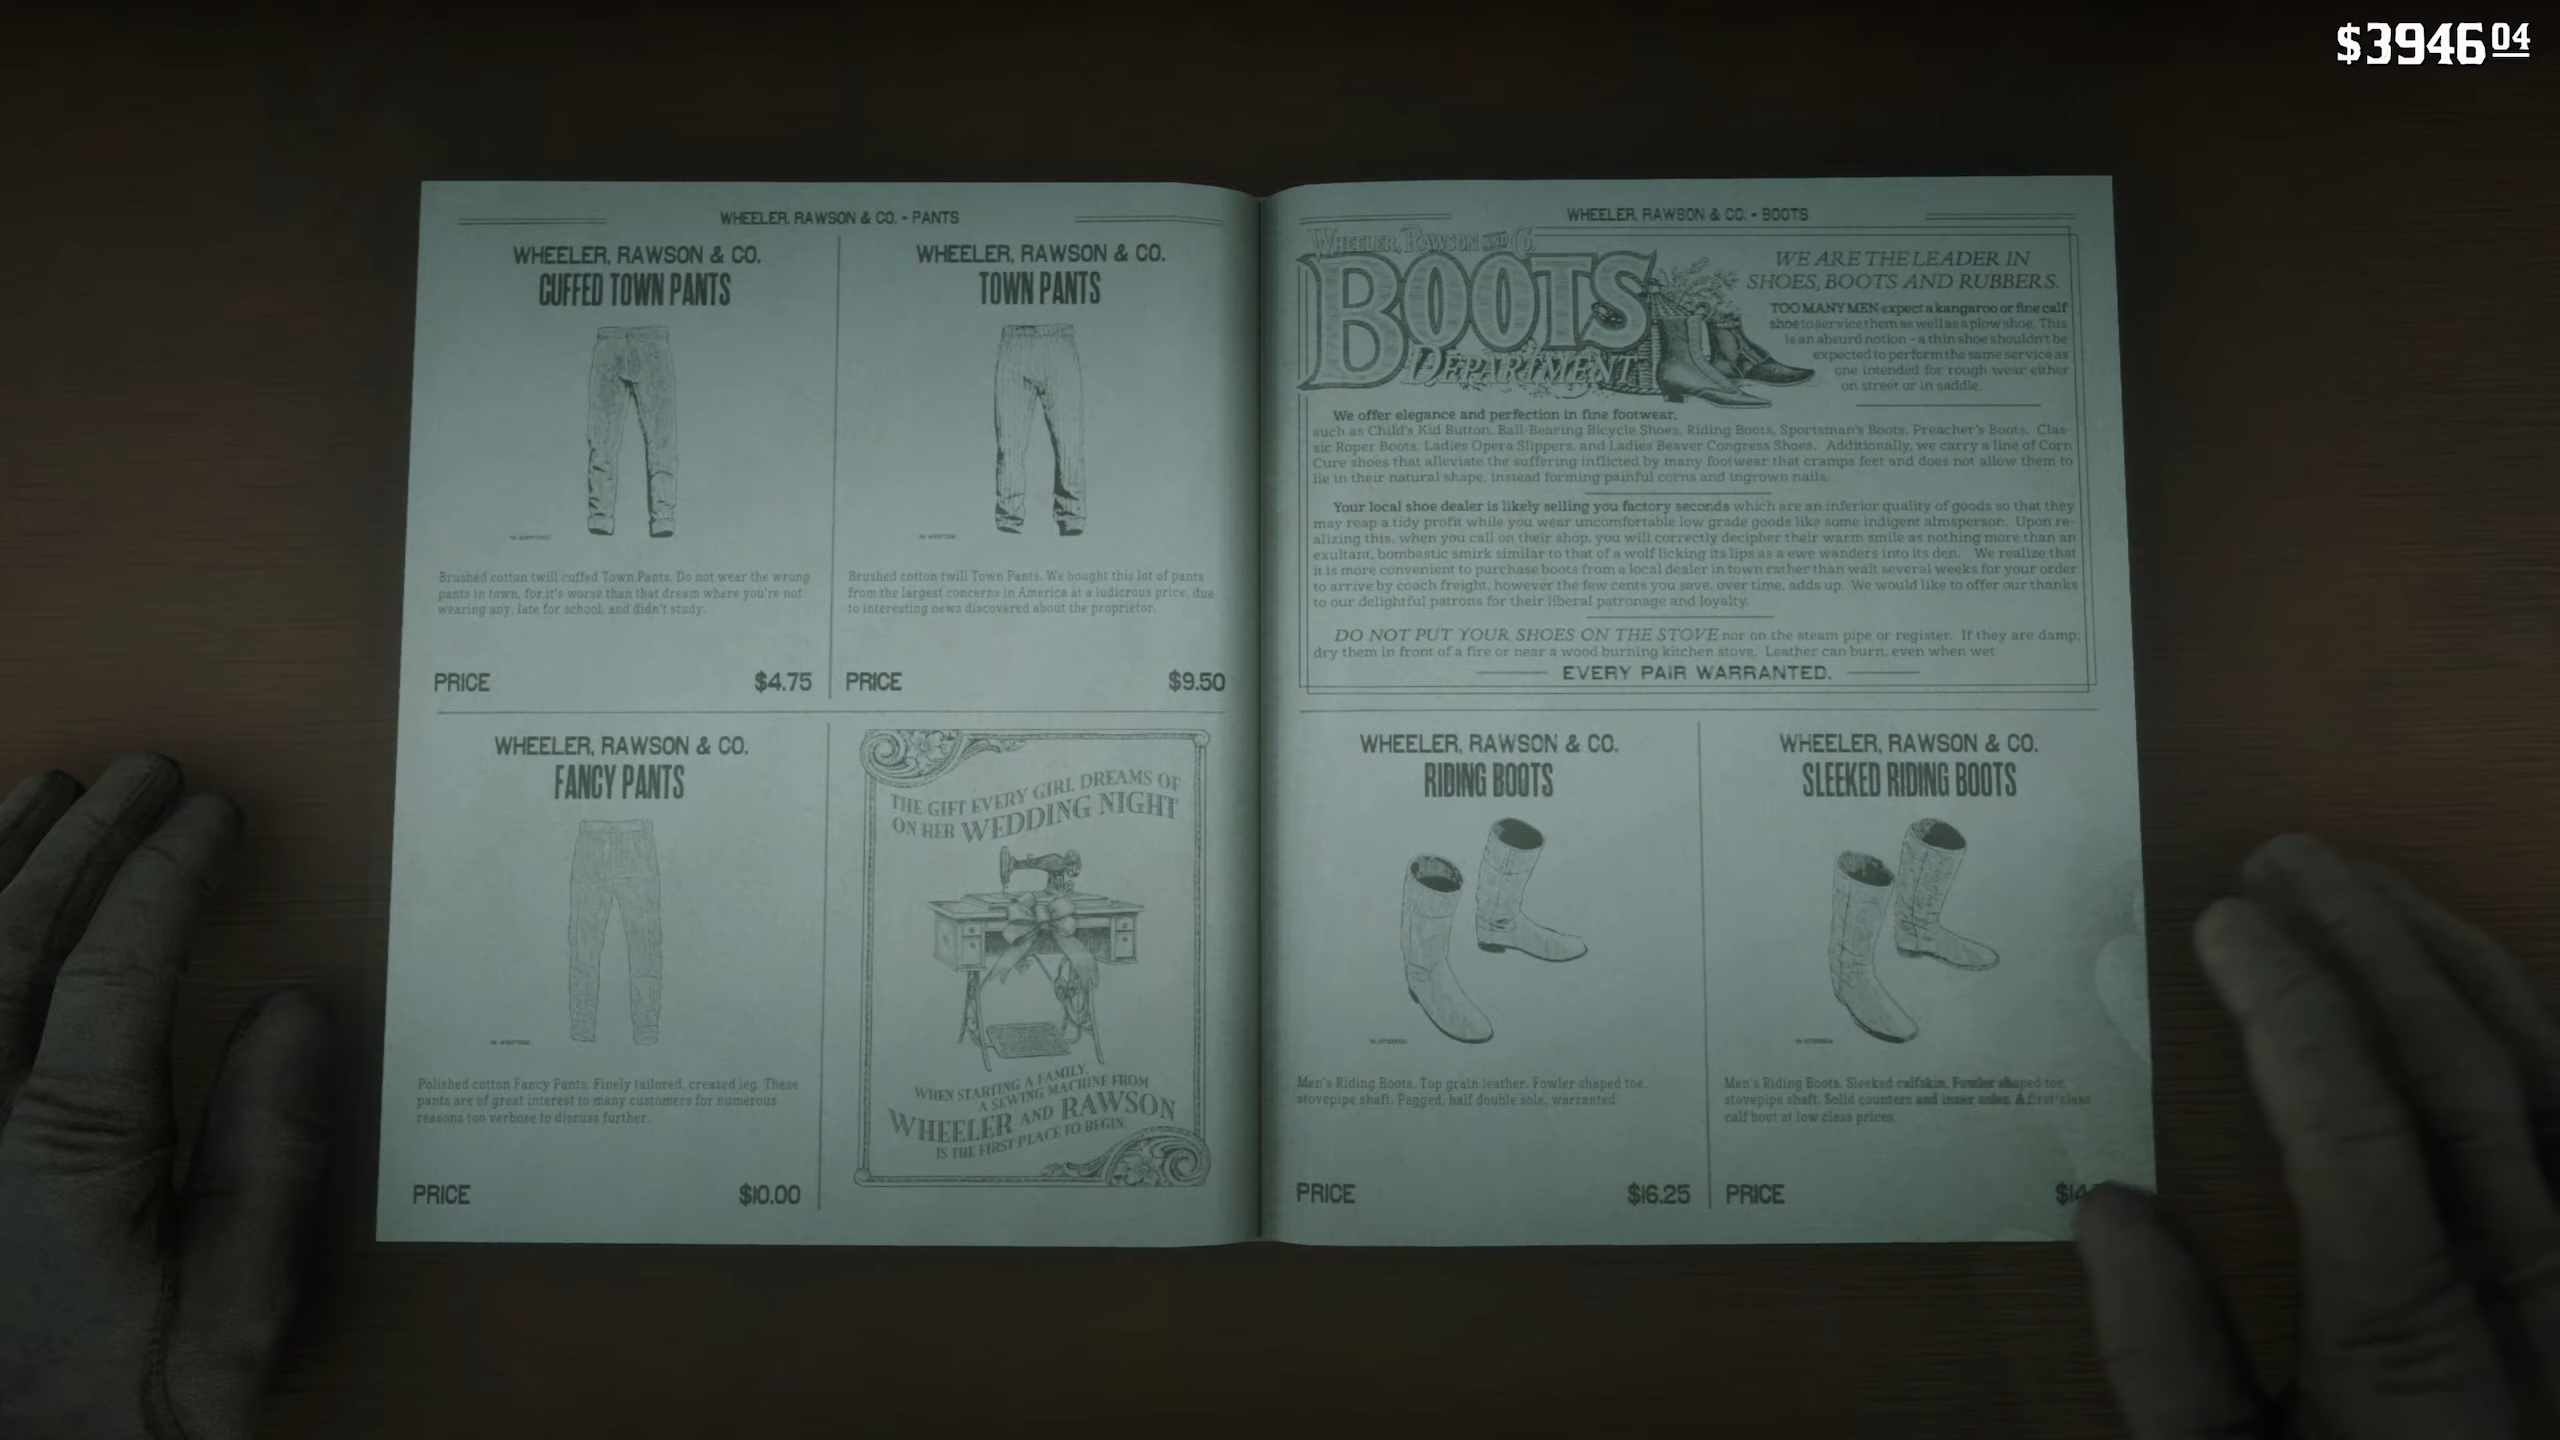 $3946 04
WHEELER, RAWSON & CO. - PANTS
WHEELER, RAWSON & CO.
CUFFED TOWN PANTS
Brushed cotton twill cuffed Town Pants. Do not wear the wrong
pants in town, for it's worse than that dream where you're not
wearing any, late for school, and didn't study.
PRICE $4.75
WHEELER, RAWSON & CO.
TOWN PANTS
Brushed cotton twill Town Pants. We bought this lot of pants
from the largest concerns in America at a ludicrous price, due
to interesting news discovered about the proprietor.
PRICE $9.50
WHEELER, RAWSON & CO.
FANCY PANTS
Polished cotton Fancy Pants. Finely tailored, creased leg. These
pants are of great interest to many customers for numerous
reasons too verbose to discuss further.
PRICE $10.00
THE GIFT EVERY GIRL DREAMS OF
ON HER WEDDING NIGHT
WHEN STARTING A FAMILY,
A SEWING MACHINE FROM
WHEELER AND RAWSON
IS THE FIRST PLACE TO BEGIN.
WHEELER, RAWSON & CO. - BOOTS
WHEELER, RAWSON AND CO.
BOOTS
DEPARTMENT
WE ARE THE LEADER IN
SHOES, BOOTS AND RUBBERS.
TOO MANY MEN expect a kangaroo or fine calf
shoe to service them as well as a plow shoe. This
is an absurd notion - a thin shoe shouldn't be
expected to perform the same service as
one intended for rough wear either
on street or in saddle.
We offer elegance and perfection in fine footwear,
such as Child's Kid Button, Ball-Bearing Bicycle Shoes, Riding Boots, Sportsman's Boots, Preacher's Boots, Clas-
sic Roper Boots, Ladies Opera Slippers, and Ladies Beaver Congress Shoes. Additionally, we carry a line of Corn
Cure shoes that alleviate the suffering inflicted by many footwear that cramps feet and does not allow them to
lie in their natural shape, instead forming painful corns and ingrown nails.
Your local shoe dealer is likely selling you factory seconds which are an inferior quality of goods so that they
may reap a tidy profit while you wear uncomfortable low grade goods like some indigent almsperson. Upon re-
alizing this, when you call on their shop, you will correctly decipher their warm smile as nothing more than an
exultant, bombastic smirk similar to that of a wolf licking its lips as a ewe wanders into its den. We realize that
it is more convenient to purchase boots from a local dealer in town rather than wait several weeks for your order
to arrive by coach freight, however the few cents you save, over time, adds up. We would like to offer our thanks
to our delightful patrons for their liberal patronage and loyalty.
DO NOT PUT YOUR SHOES ON THE STOVE nor on the steam pipe or register. If they are damp,
dry them in front of a fire or near a wood burning kitchen stove. Leather can burn, even when wet.
EVERY PAIR WARRANTED.
WHEELER, RAWSON & CO.
RIDING BOOTS
Men's Riding Boots. Top grain leather. Fowler shaped toe,
stovepipe shaft. Pegged, half double sole, warranted.
PRICE $16.25
WHEELER, RAWSON & CO.
SLEEKED RIDING BOOTS
Men's Riding Boots. Sleeked calfskin. Fowler shaped toe,
stovepipe shaft. Solid counters and inner soles. A first-class
calf boot at low class prices.
PRICE $14